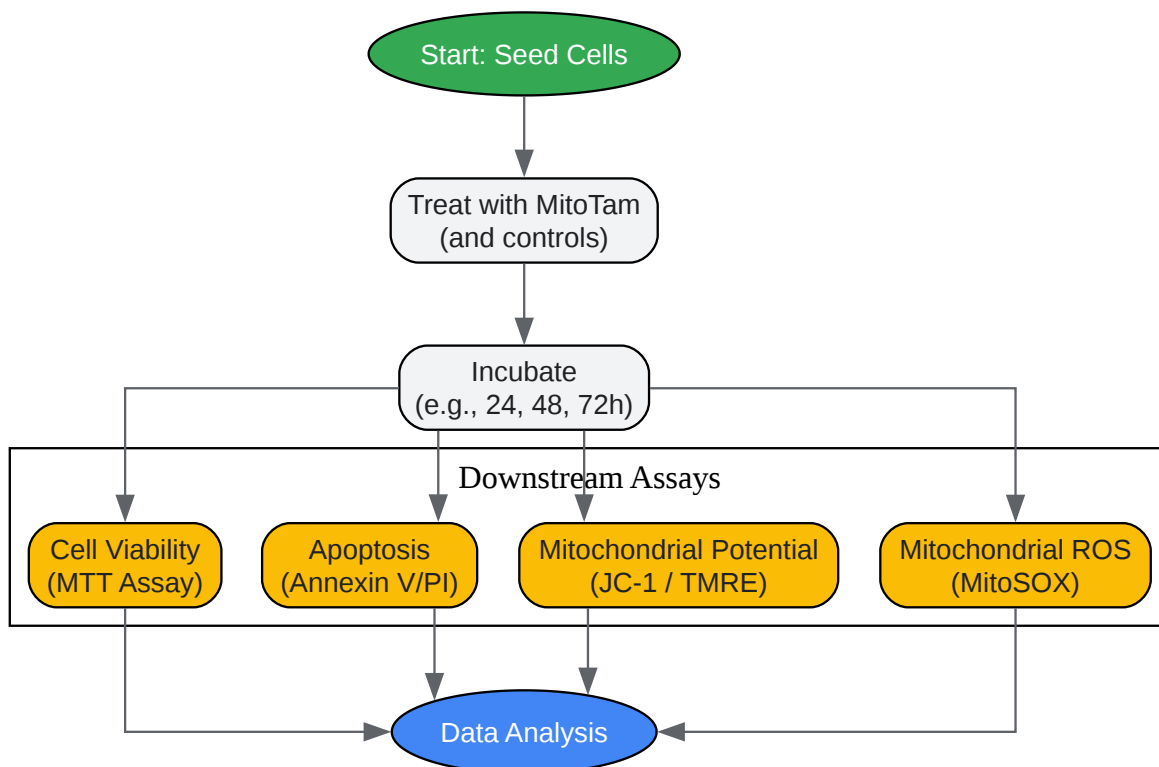 Start: Seed Cells
Treat with MitoTam
(and controls)
Incubate
(e.g., 24, 48, 72h)
Downstream Assays
Cell Viability
(MTT Assay)
Apoptosis
(Annexin V/PI)
Mitochondrial Potential
(JC-1 / TMRE)
Mitochondrial ROS
(MitoSOX)
Data Analysis